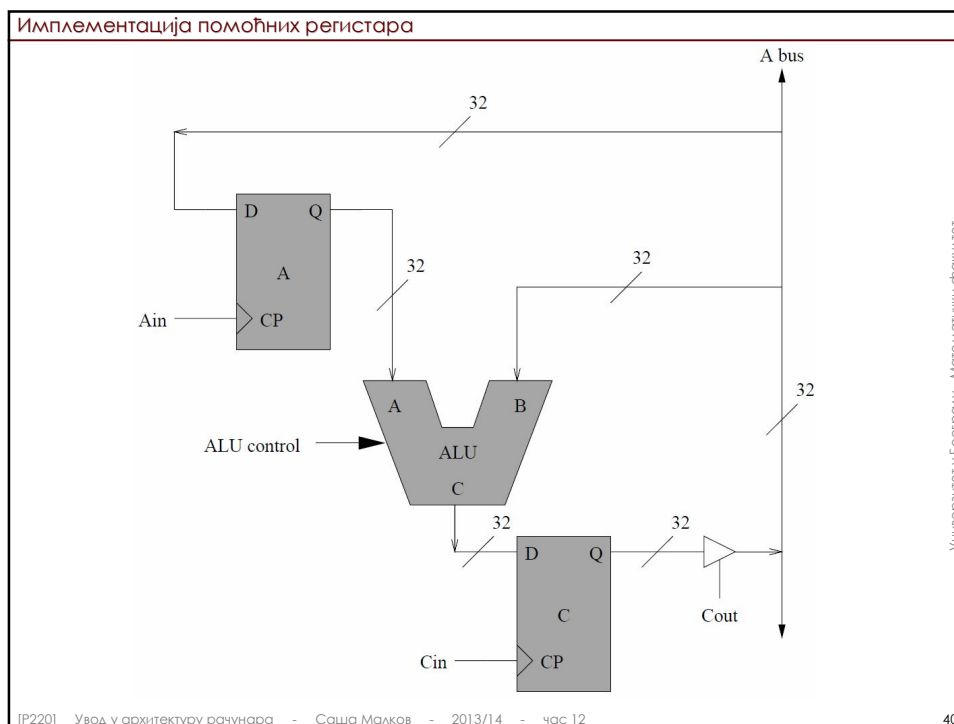 Имплементација помоћних регистара
A bus
32
D Q
A
32
32
Ain
CP
32
A B
ALU control
ALU
C
32
32
D Q
Cout
C
Cin
CP
[P220] Увод у архитектуру рачунара - Саша Малков - 2013/14 - час 12
40